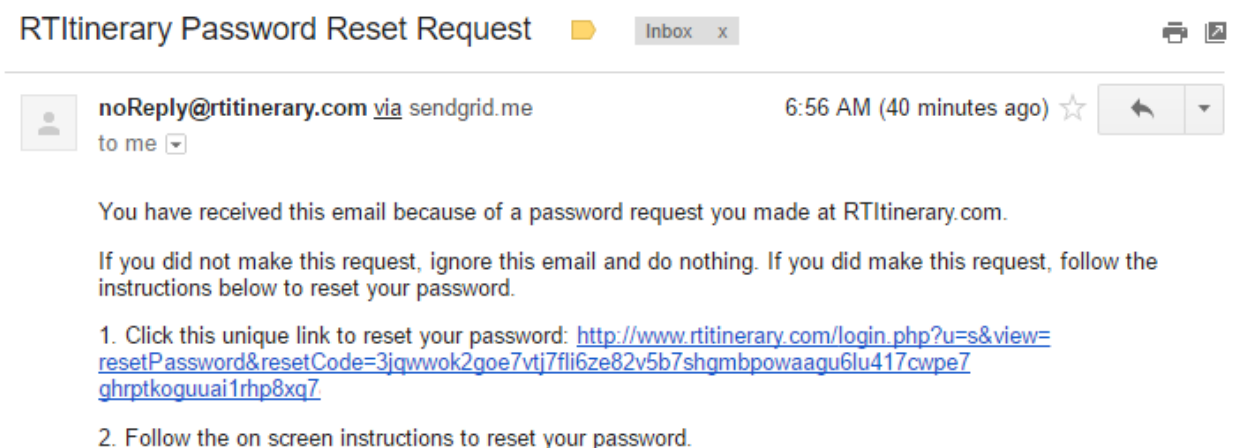 RTItinerary Password Reset Request
Inbox x
noReply@rtitinerary.com via sendgrid.me
6:56 AM (40 minutes ago)
to me
You have received this email because of a password request you made at RTItinerary.com.
If you did not make this request, ignore this email and do nothing. If you did make this request, follow the
instructions below to reset your password.
1. Click this unique link to reset your password: http://www.rtitinerary.com/login.php?u=s&view=
resetPassword&resetCode=3jqwwok2goe7vtj7fli6ze82v5b7shgmbpowaagu6lu417cwpe7
ghrptkoguuai1rhp8xq7
2. Follow the on screen instructions to reset your password.